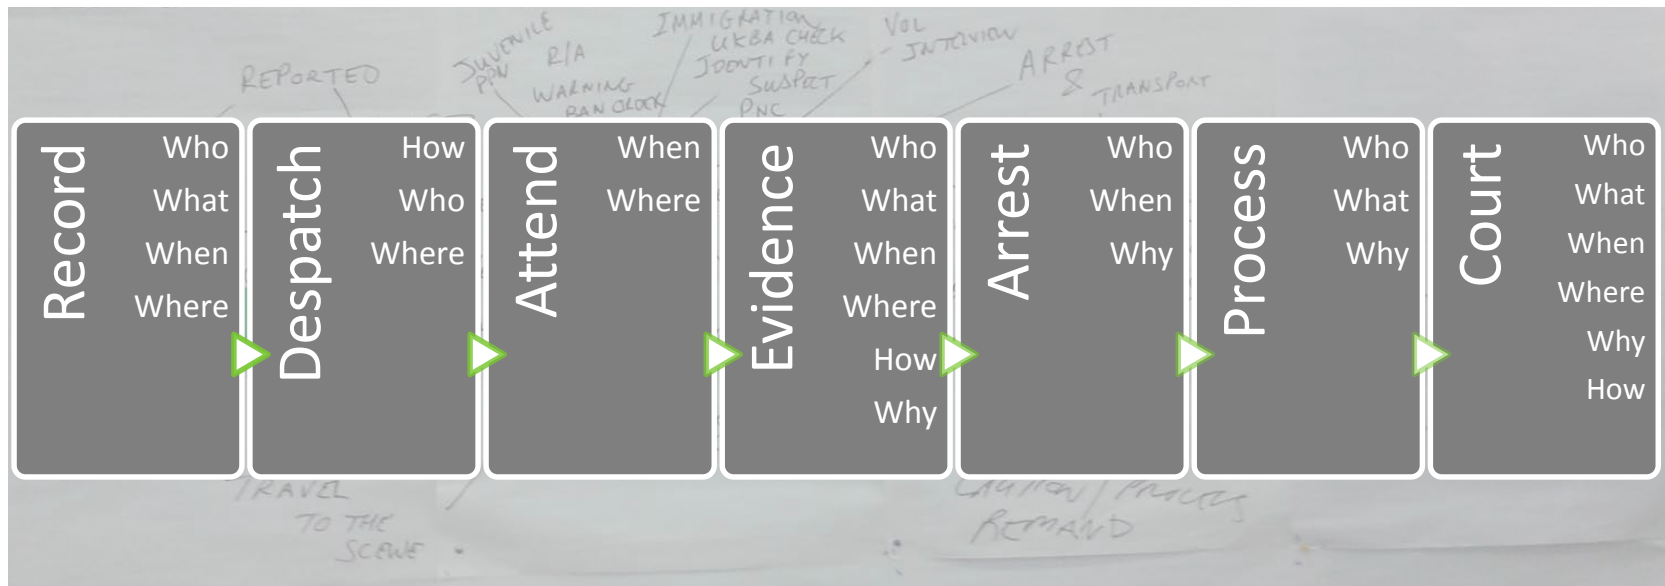 REPORTED
JUVENILE
PPN
R/A
WARNING
IMMIGRATION
UKBA CHECK
IDENTIFY
SUSPECT
PNC
VOL
INTERVIEW
ARREST
&
TRANSPORT
Record
Who
What
When
Where
Despatch
How
Who
Where
Attend
When
Where
Evidence
Who
What
When
Where
How
Why
Arrest
Who
When
Why
Process
Who
What
Why
Court
Who
What
When
Where
Why
How
TRAVEL
TO THE
SCENE
CAUTION / PROCESS
REMAND